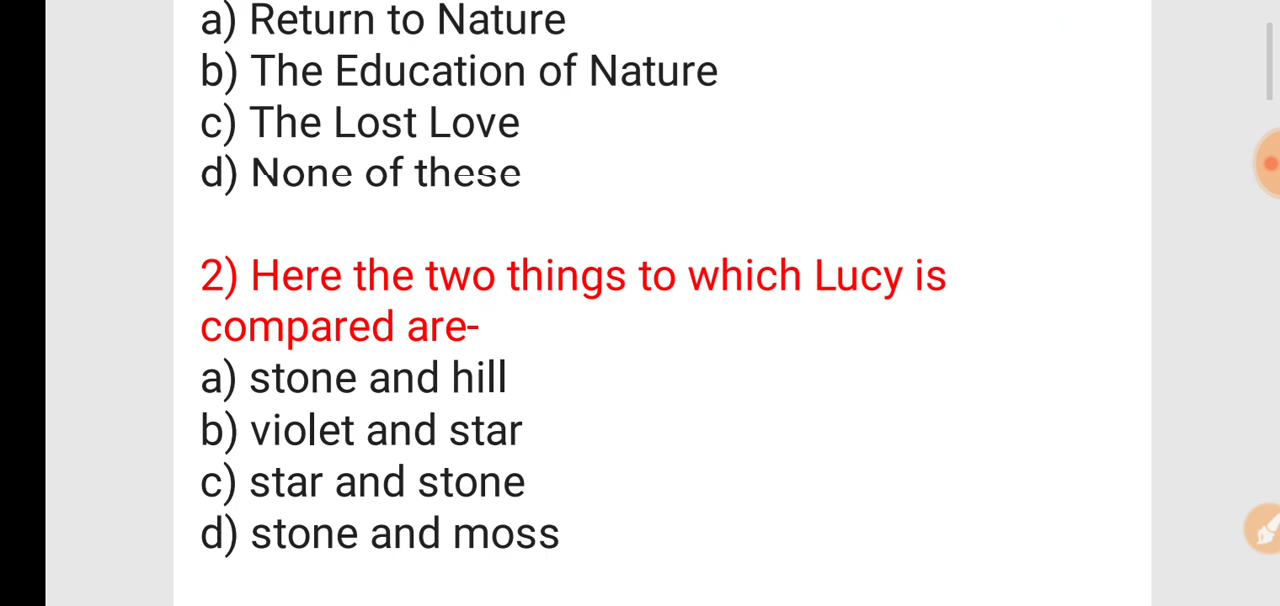 a) Return to Nature
b) The Education of Nature
c) The Lost Love
d) None of these
2) Here the two things to which Lucy is
compared are-
a) stone and hill
b) violet and star
c) star and stone
d) stone and moss